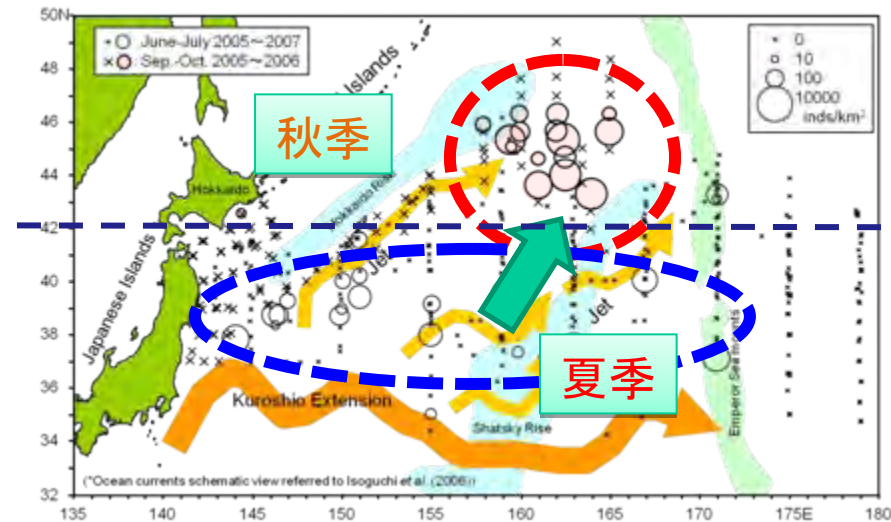 50N
48
46
44
42
40
38
36
34
32
135
140
145
150
155
160
165
170
175E
180
June-July 2005～2007
Sep.-Oct. 2005～2006
0
10
100
10000
inds/km²
Islands
秋季
Hokkaido
Hokkaido Rise
Jet
Japanese Islands
Jet
夏季
Kuroshio Extension
Shatsky Rise
Emperor Seamounts
(*Ocean currents schematic view referred to Isoguchi et al. (2006))